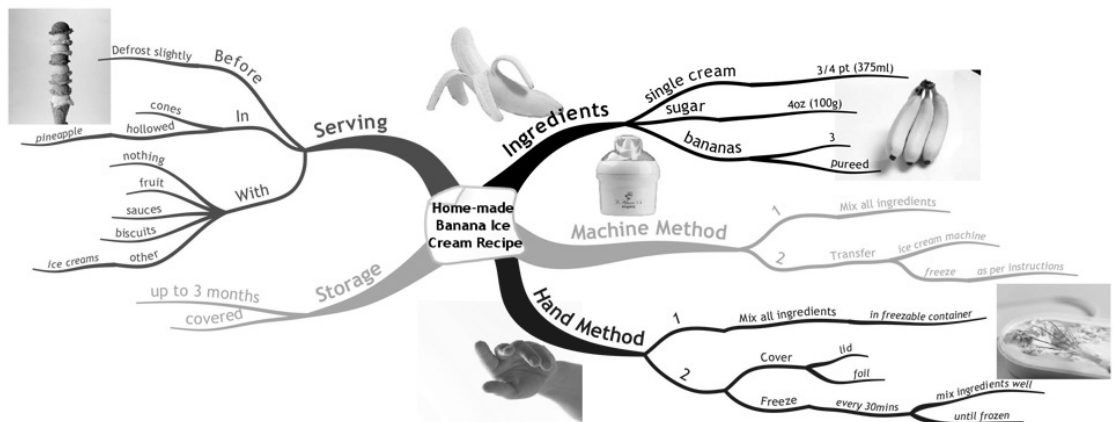 Home-made
Banana Ice
Cream Recipe
Ingredients
single cream
3/4 pt (375ml)
sugar
4oz (100g)
bananas
3
pureed
Machine Method
1
Mix all ingredients
2
Transfer
ice cream machine
freeze
as per instructions
Hand Method
1
Mix all ingredients
in freezable container
2
Cover
lid
foil
Freeze
every 30mins
mix ingredients well
until frozen
Storage
up to 3 months
covered
Serving
Before
Defrost slightly
In
cones
hollowed
pineapple
With
nothing
fruit
sauces
biscuits
other
ice creams